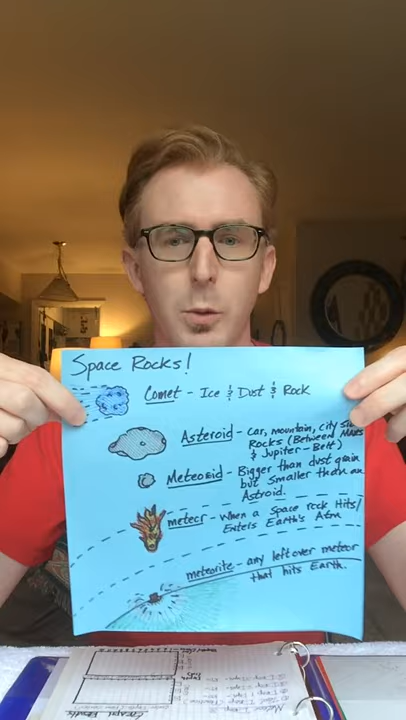 Space Rocks!
Comet - Ice & Dust & Rock
Asteroid - Car, mountain, city
Rocks (Between Mars
& Jupiter - Belt)
Meteoroid - Bigger than dust grain
but smaller than an
Astroid.
meteor - when a Space rock Hits/
Enters Earth's Atm
meteorite - any left over meteor
that hits Earth.